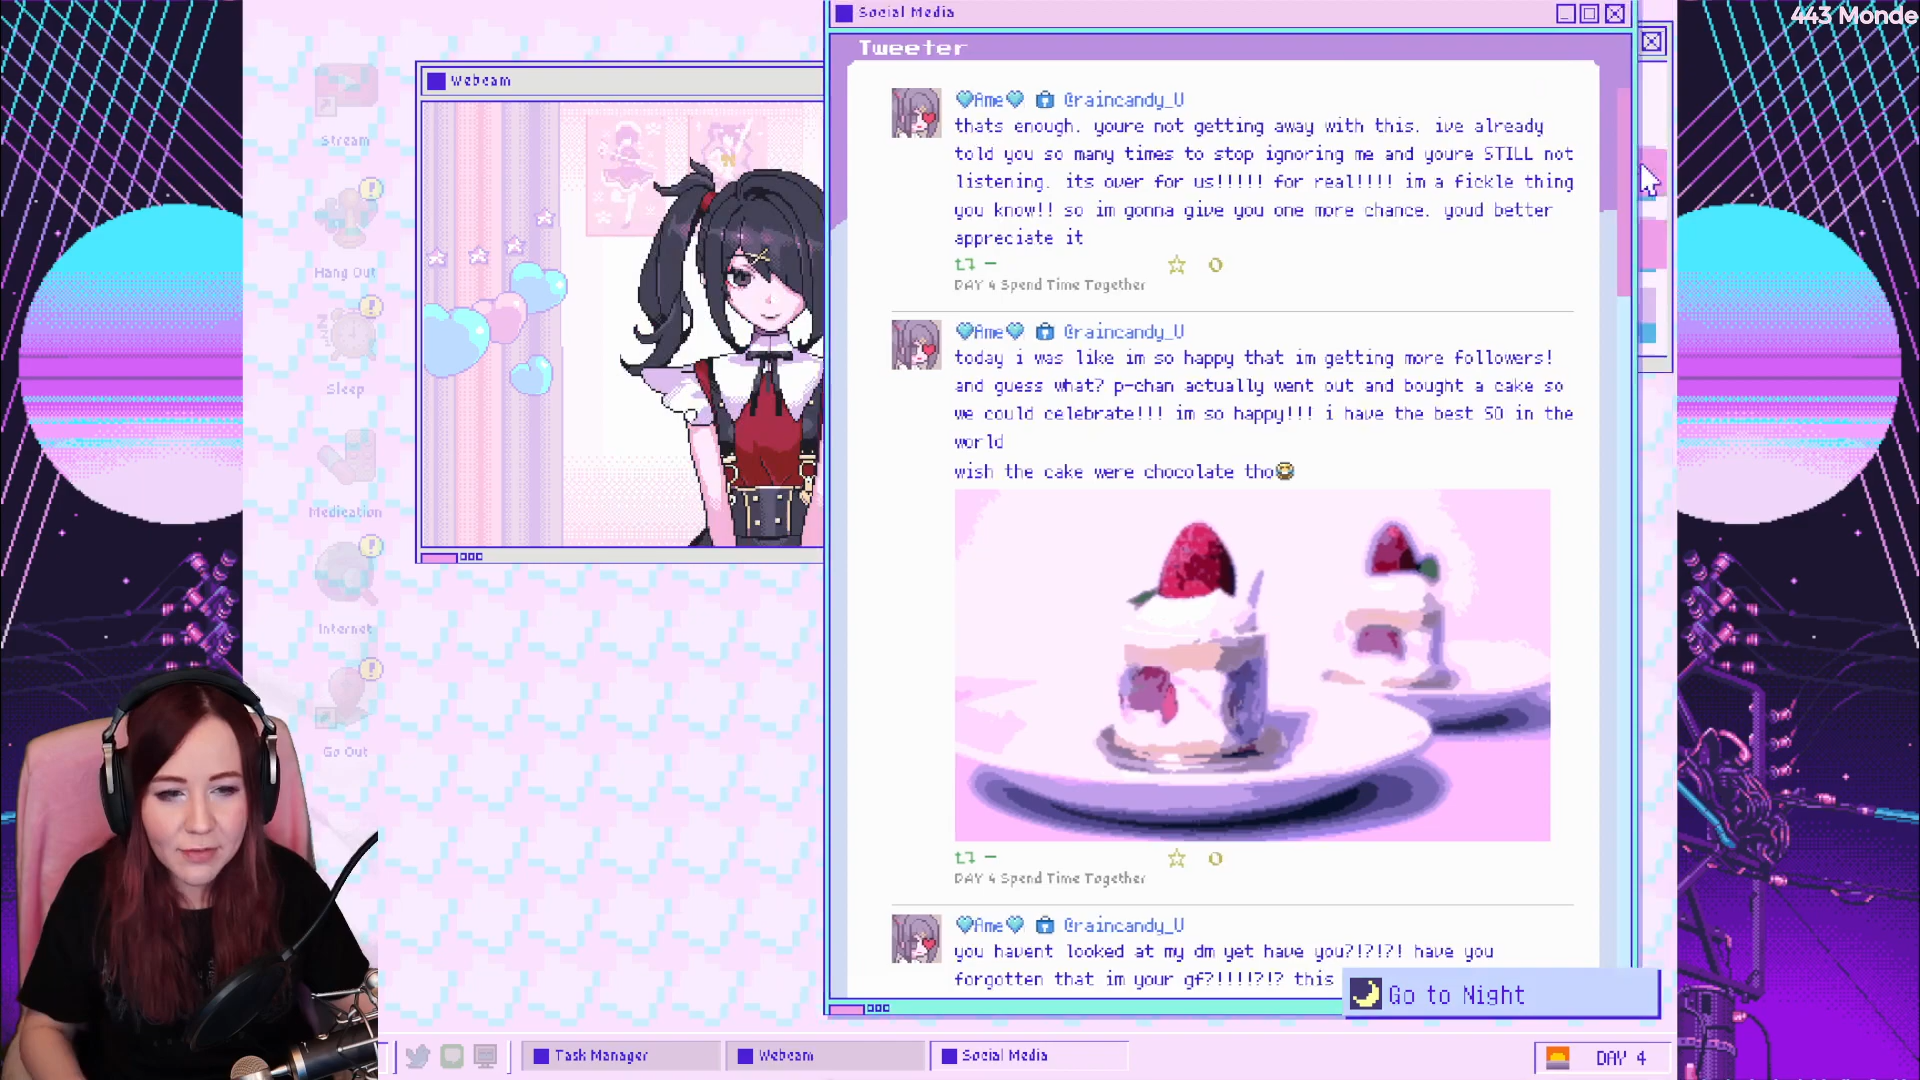 443 Monde
Social Media
Tweeter
Webcam
Stream
Hang Out
Sleep
Medication
Internet
Go Out
Ame @raincandy_U
thats enough. youre not getting away with this. ive already
told you so many times to stop ignoring me and youre STILL not
listening. its over for us!!!!! for real!!!! im a fickle thing
you know!! so im gonna give you one more chance. youd better
appreciate it
DAY 4 Spend Time Together
Ame @raincandy_U
today i was like im so happy that im getting more followers!
and guess what? p-chan actually went out and bought a cake so
we could celebrate!!! im so happy!!! i have the best SO in the
world
wish the cake were chocolate tho
DAY 4 Spend Time Together
Ame @raincandy_U
you havent looked at my dm yet have you?!?!?! have you
forgotten that im your gf?!!!!?!? this
Go to Night
Task Manager
Webcam
Social Media
DAY 4